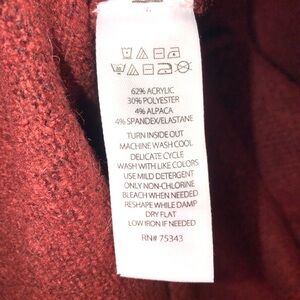 62% ACRYLIC
30% POLYESTER
4% ALPACA
4% SPANDEX/ELASTANE
TURN INSIDE OUT
MACHINE WASH COOL
DELICATE CYCLE
WASH WITH LIKE COLORS
USE MILD DETERGENT
ONLY NON-CHLORINE
BLEACH WHEN NEEDED
RESHAPE WHILE DAMP
DRY FLAT
LOW IRON IF NEEDED
RN# 75343